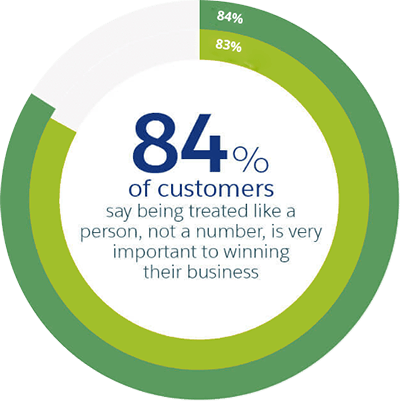 84%
83%
84%
of customers
say being treated like a
person, not a number, is very
important to winning
their business